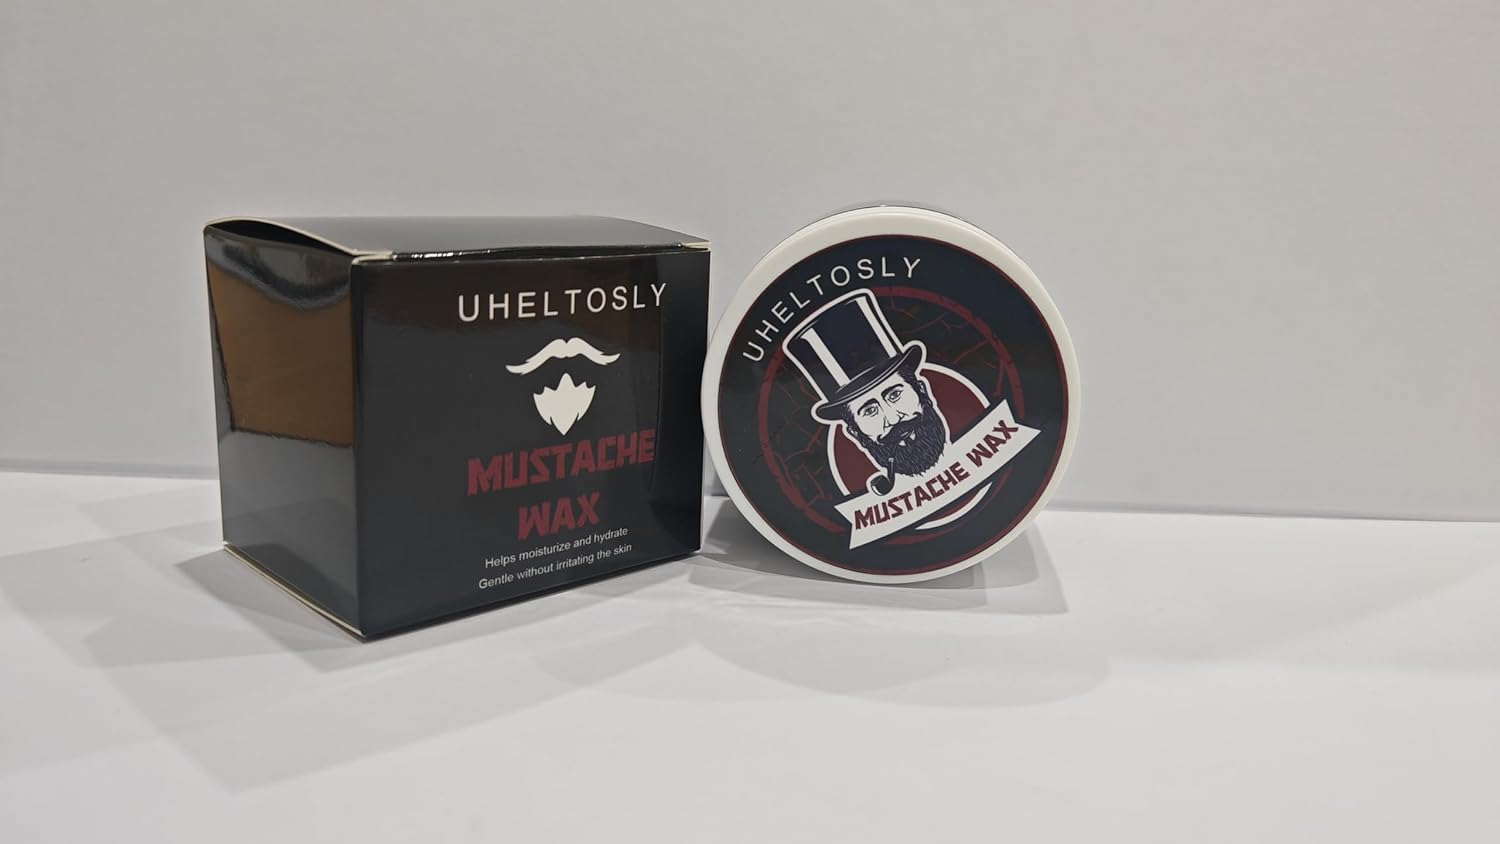 UHELTOSLY
MUSTACHE
WAX
Helps moisturize and hydrate
Gentle without irritating the skin
UHELTOSLY
MUSTACHE WAX